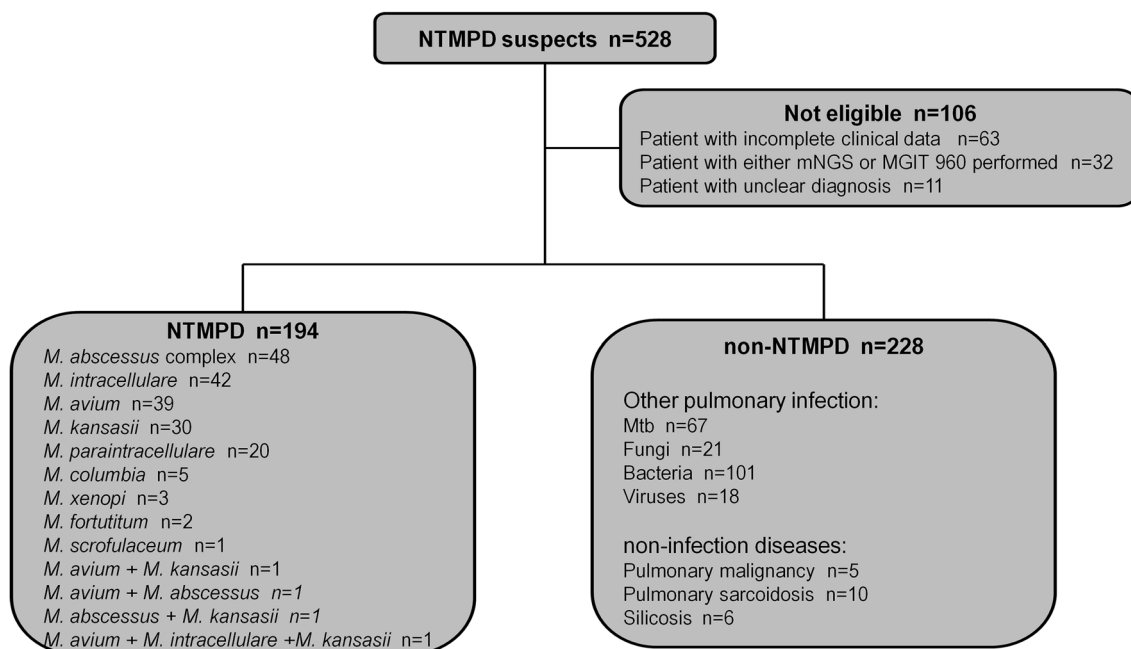 NTMPD suspects n=528
Not eligible n=106
Patient with incomplete clinical data n=63
Patient with either mNGS or MGIT 960 performed n=32
Patient with unclear diagnosis n=11
NTMPD n=194
M. abscessus complex n=48
M. intracellulare n=42
M. avium n=39
M. kansasii n=30
M. paraintracellulare n=20
M. columbia n=5
M. xenopi n=3
M. fortutitum n=2
M. scrofulaceum n=1
M. avium + M. kansasii n=1
M. avium + M. abscessus n=1
M. abscessus + M. kansasii n=1
M. avium + M. intracellulare +M. kansasii n=1
non-NTMPD n=228
Other pulmonary infection:
Mtb n=67
Fungi n=21
Bacteria n=101
Viruses n=18
non-infection diseases:
Pulmonary malignancy n=5
Pulmonary sarcoidosis n=10
Silicosis n=6